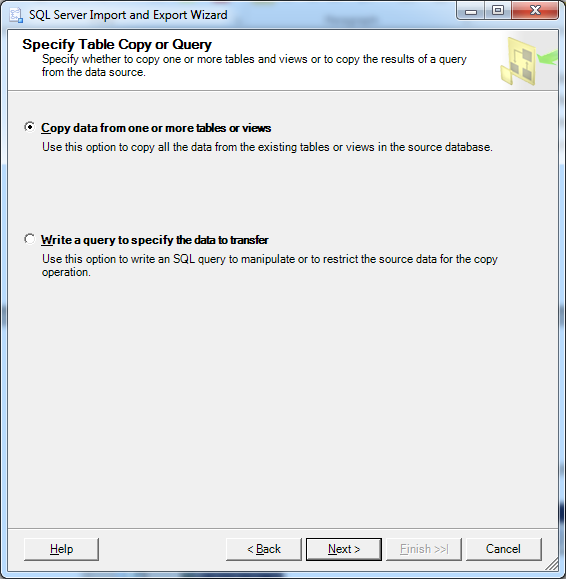 SQL Server Import and Export Wizard
Specify Table Copy or Query
Specify whether to copy one or more tables and views or to copy the results of a query
from the data source.
Copy data from one or more tables or views
Use this option to copy all the data from the existing tables or views in the source database.
Write a query to specify the data to transfer
Use this option to write an SQL query to manipulate or to restrict the source data for the copy
operation.
Help
< Back
Next >
Finish >>|
Cancel